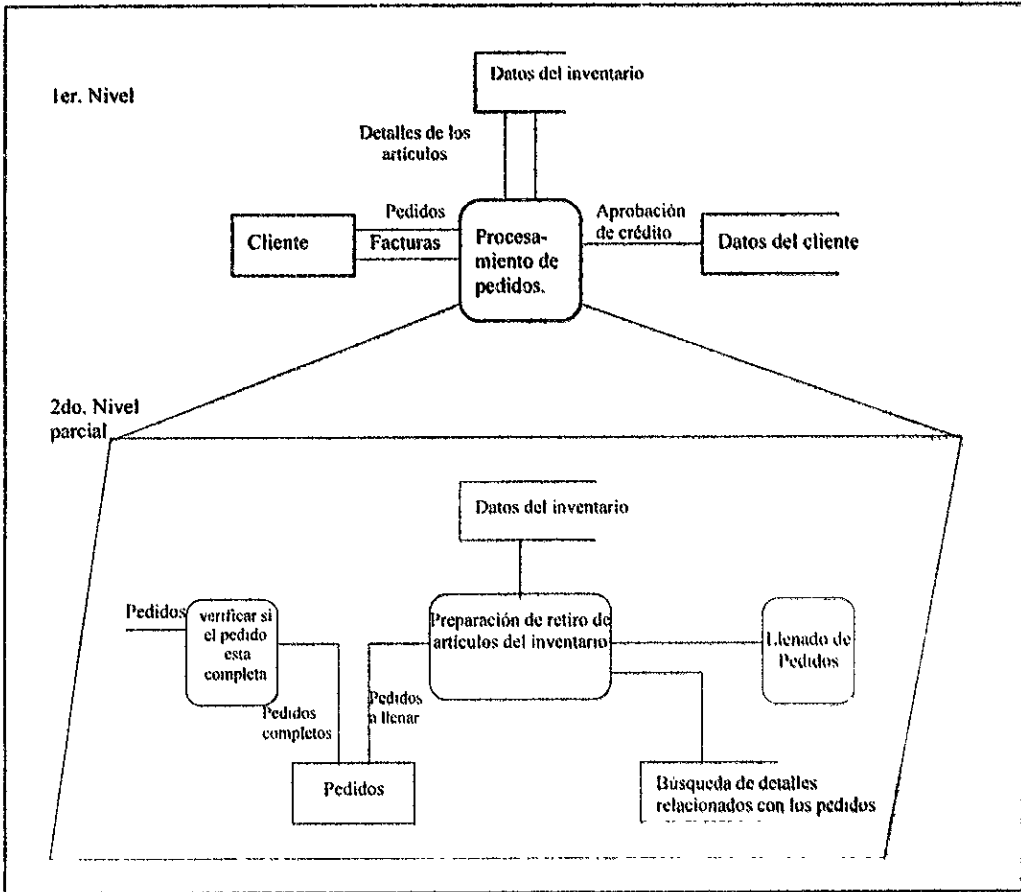 1er. Nivel
Datos del inventario
Detalles de los
artículos
Pedidos
Facturas
Cliente
Procesa-
miento de
pedidos.
Aprobación
de crédito
Datos del cliente
2do. Nivel
parcial
Datos del inventario
Pedidos
verificar si
el pedido
esta
completa
Preparación de retiro de
artículos del inventario
Llenado de
Pedidos
Pedidos
completos
Pedidos
a llenar
Pedidos
Búsqueda de detalles
relacionados con los pedidos